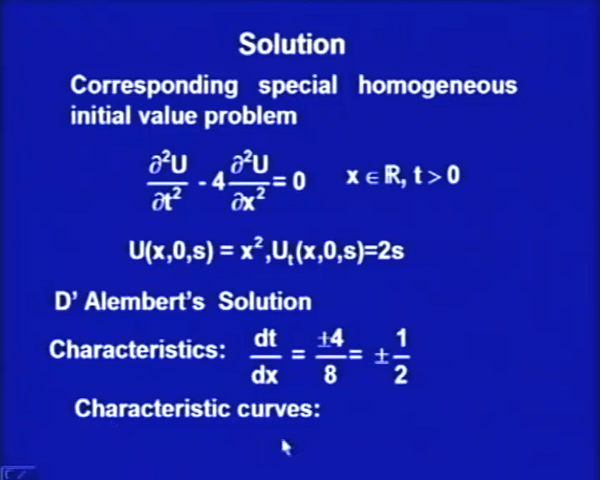 Solution
Corresponding special homogeneous
initial value problem
∂²U/∂t² - 4 ∂²U/∂x² = 0   x ∈ ℝ, t > 0
U(x,0,s) = x²,Uₜ(x,0,s)=2s
D' Alembert's Solution
Characteristics: dt/dx = ±4/8 = ± 1/2
Characteristic curves: